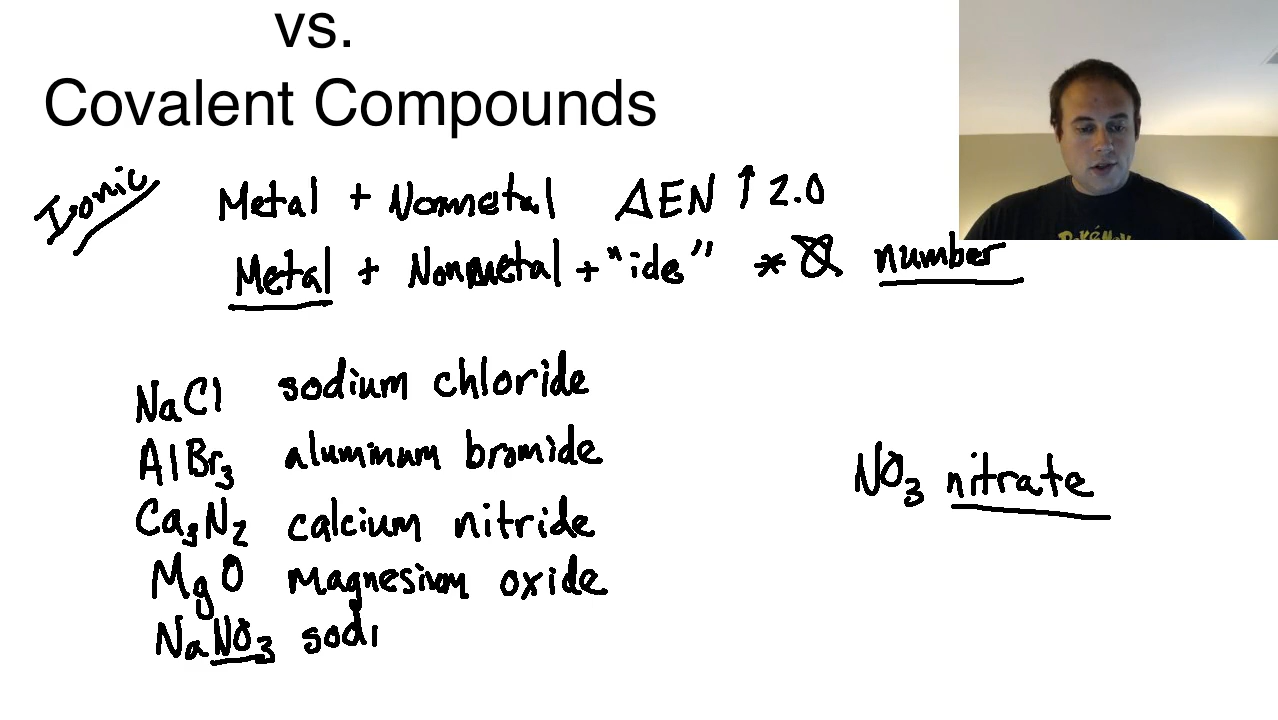 vs.
Covalent Compounds
Ionic
Metal + Nonmetal ΔEN ↑ 2.0
Metal + Nonmetal + "ide" * number
NaCl sodium chloride
AlBr3 aluminum bromide
Ca3N2 calcium nitride
MgO magnesium oxide
NaNO3 sodi
NO3 nitrate
Pokémon